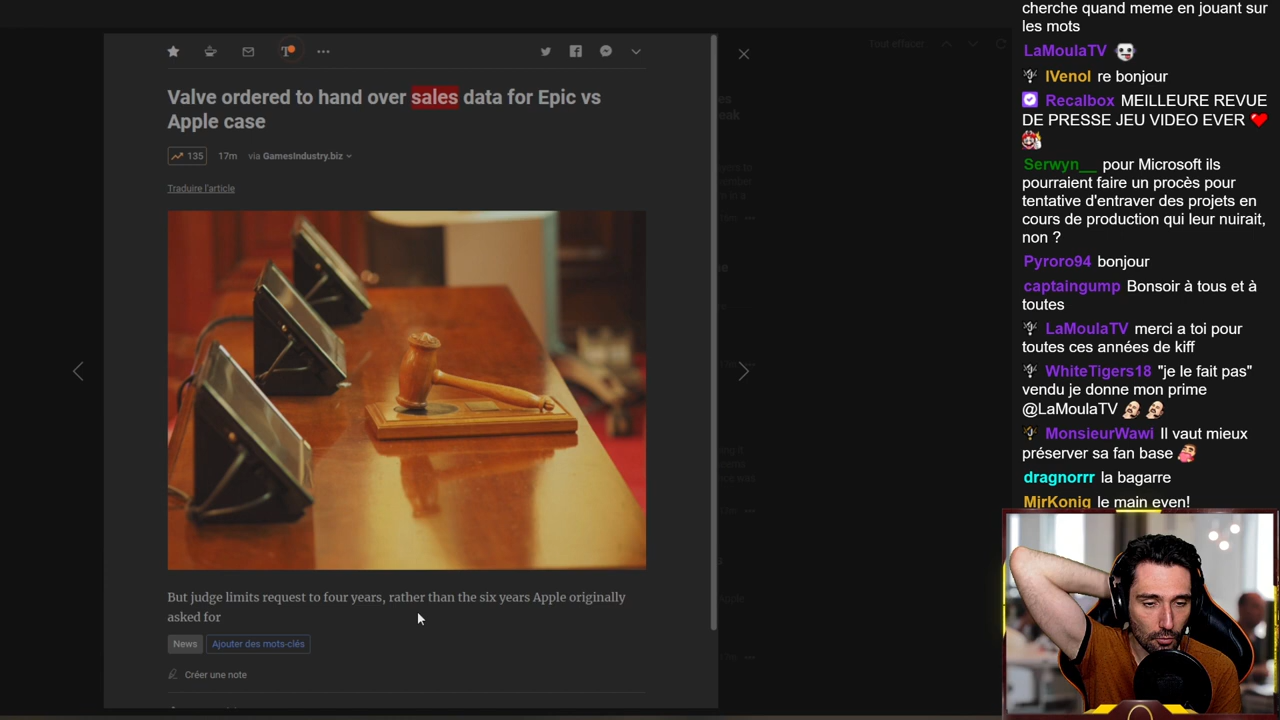 Tout effacer
Valve ordered to hand over sales data for Epic vs
Apple case
135 17m via GamesIndustry.biz
Traduire l'article
But judge limits request to four years, rather than the six years Apple originally
asked for
News Ajouter des mots-clés
Créer une note
cherche quand meme en jouant sur
les mots
LaMoulaTV
IVenol re bonjour
Recalbox MEILLEURE REVUE
DE PRESSE JEU VIDEO EVER
Serwyn__ pour Microsoft ils
pourraient faire un procès pour
tentative d'entraver des projets en
cours de production qui leur nuirait,
non ?
Pyroro94 bonjour
captaingump Bonsoir à tous et à
toutes
LaMoulaTV merci a toi pour
toutes ces années de kiff
WhiteTigers18 "je le fait pas"
vendu je donne mon prime
@LaMoulaTV
MonsieurWawi Il vaut mieux
préserver sa fan base
dragnorrr la bagarre
MjrKonig le main even!